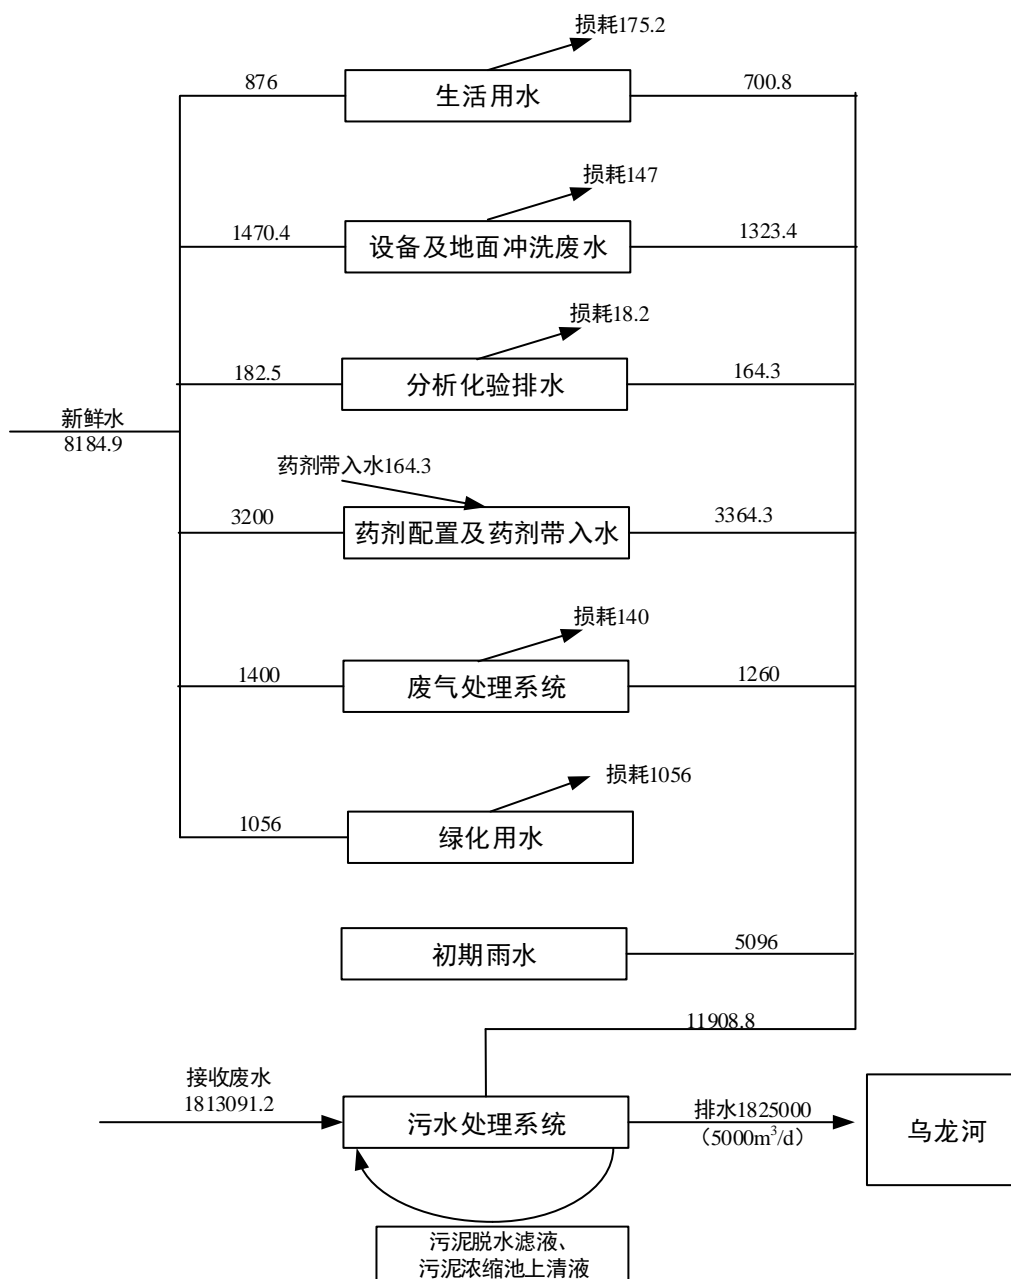 损耗175.2
876
生活用水
700.8
损耗147
1470.4
设备及地面冲洗废水
1323.4
损耗18.2
182.5
分析化验排水
164.3
新鲜水
8184.9
药剂带入水164.3
3200
药剂配置及药剂带入水
3364.3
损耗140
1400
废气处理系统
1260
损耗1056
1056
绿化用水
初期雨水
5096
11908.8
接收废水
1813091.2
污水处理系统
排水1825000
（5000m³/d）
乌龙河
污泥脱水滤液、
污泥浓缩池上清液